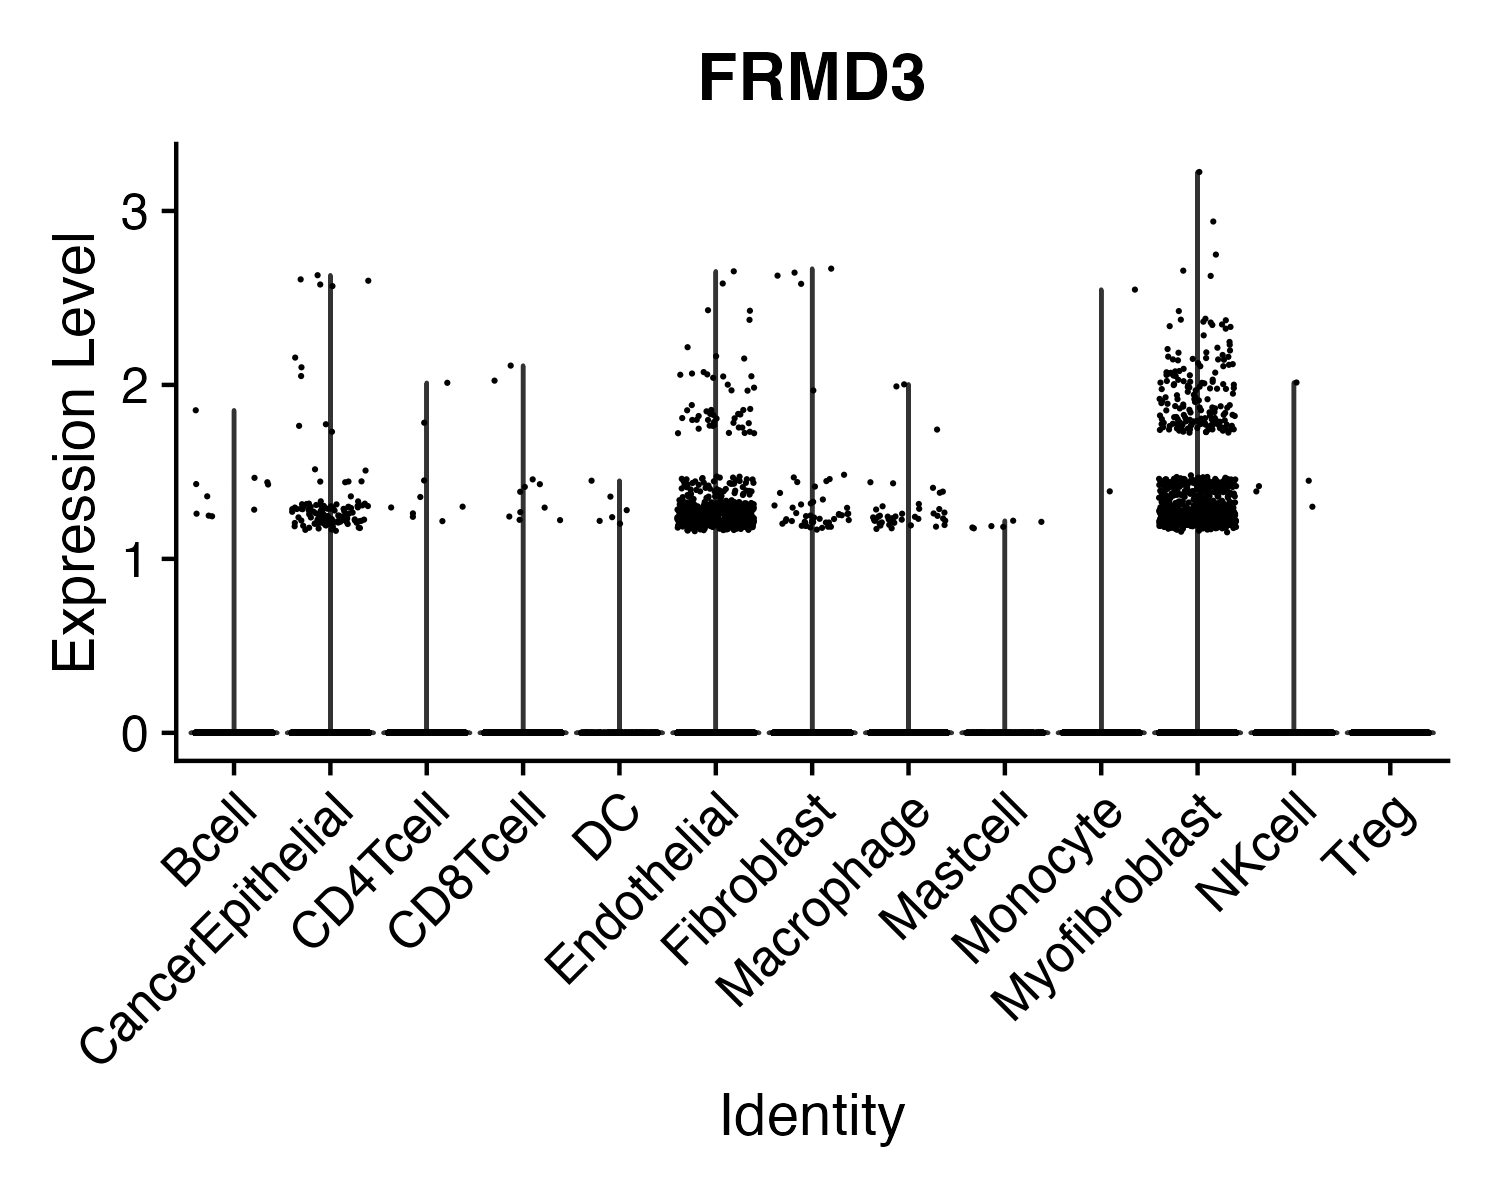 FRMD3
Expression Level
3
2
1
0
Bcell
CancerEpithelial
CD4Tcell
CD8Tcell
DC
Endothelial
Fibroblast
Macrophage
Mastcell
Monocyte
Myofibroblast
NKcell
Treg
Identity